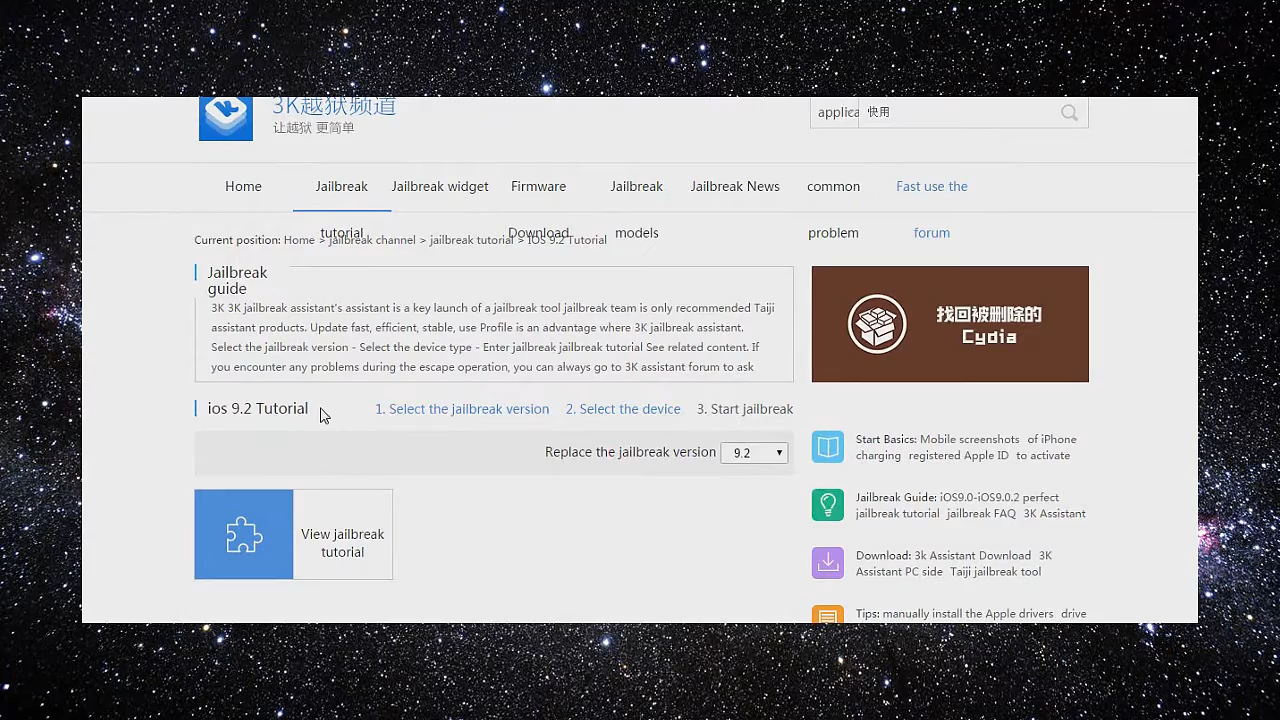 3K越狱频道
让越狱 更简单
applica 快用
Home Jailbreak Jailbreak widget Firmware Jailbreak Jailbreak News common Fast use the
tutorial Download models problem forum
Current position: Home > jailbreak channel > jailbreak tutorial > IOS 9.2 Tutorial
Jailbreak
guide
3K 3K jailbreak assistant's assistant is a key launch of a jailbreak tool jailbreak team is only recommended Taiji
assistant products. Update fast, efficient, stable, use Profile is an advantage where 3K jailbreak assistant.
Select the jailbreak version - Select the device type - Enter jailbreak jailbreak tutorial See related content. If
you encounter any problems during the escape operation, you can always go to 3K assistant forum to ask
找回被删除的
Cydia
ios 9.2 Tutorial 1. Select the jailbreak version 2. Select the device 3. Start jailbreak
Replace the jailbreak version 9.2
View jailbreak
tutorial
Start Basics: Mobile screenshots of iPhone
charging registered Apple ID to activate
Jailbreak Guide: iOS9.0-iOS9.0.2 perfect
jailbreak tutorial jailbreak FAQ 3K Assistant
Download: 3k Assistant Download 3K
Assistant PC side Taiji jailbreak tool
Tips: manually install the Apple drivers drive